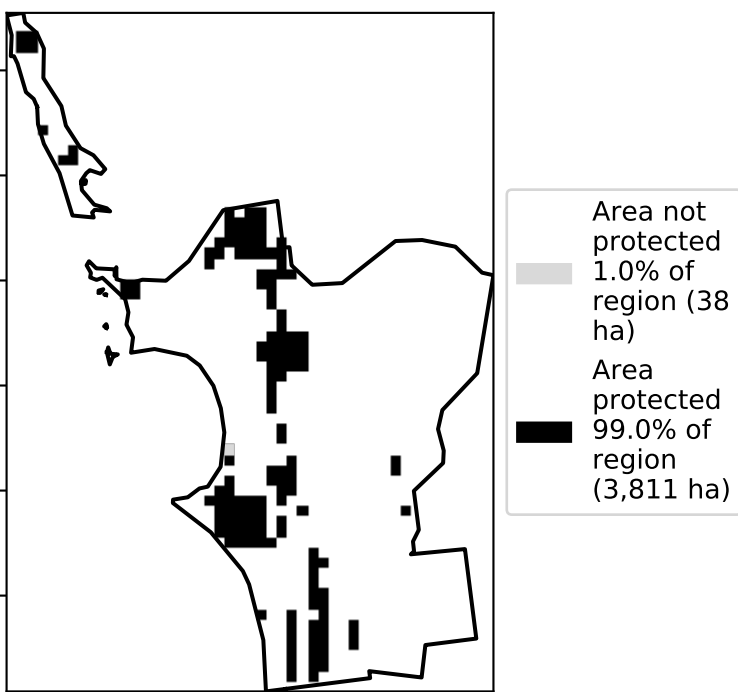 Area not
protected
1.0% of
region (38
ha)
Area
protected
99.0% of
region
(3,811 ha)